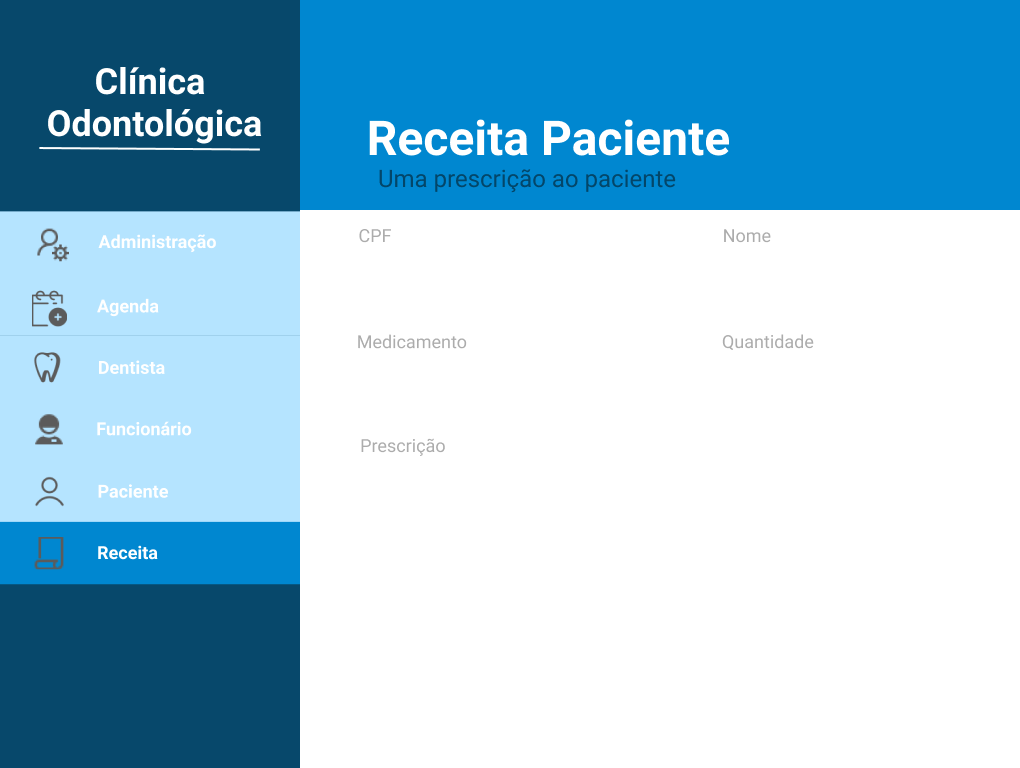 Clínica
Odontológica
Administração
Agenda
Dentista
Funcionário
Paciente
Receita
Receita Paciente
Uma prescrição ao paciente
CPF
Nome
Medicamento
Quantidade
Prescrição